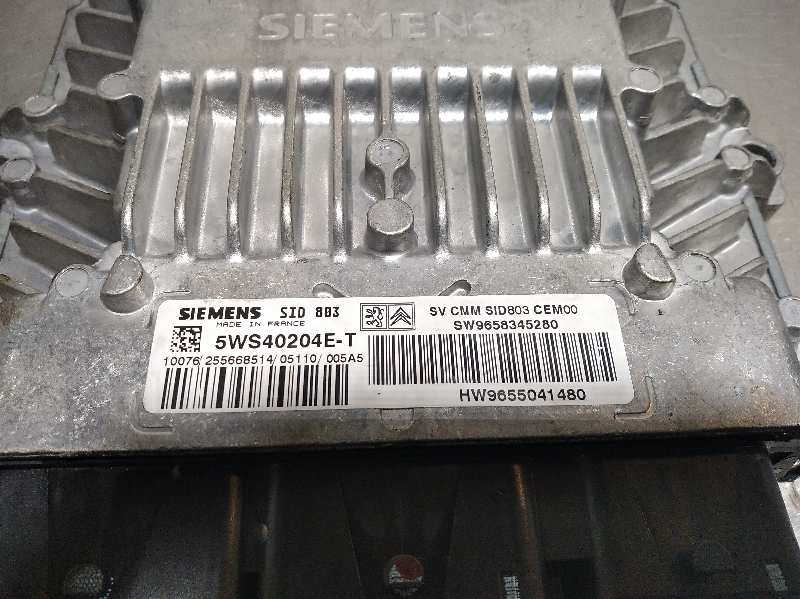 SIEMENS
SIEMENS SID 803
MADE IN FRANCE
5WS40204E-T
10076/255668514/05110/005A5
SV CMM SID803 CEM00
SW9658345280
HW9655041480